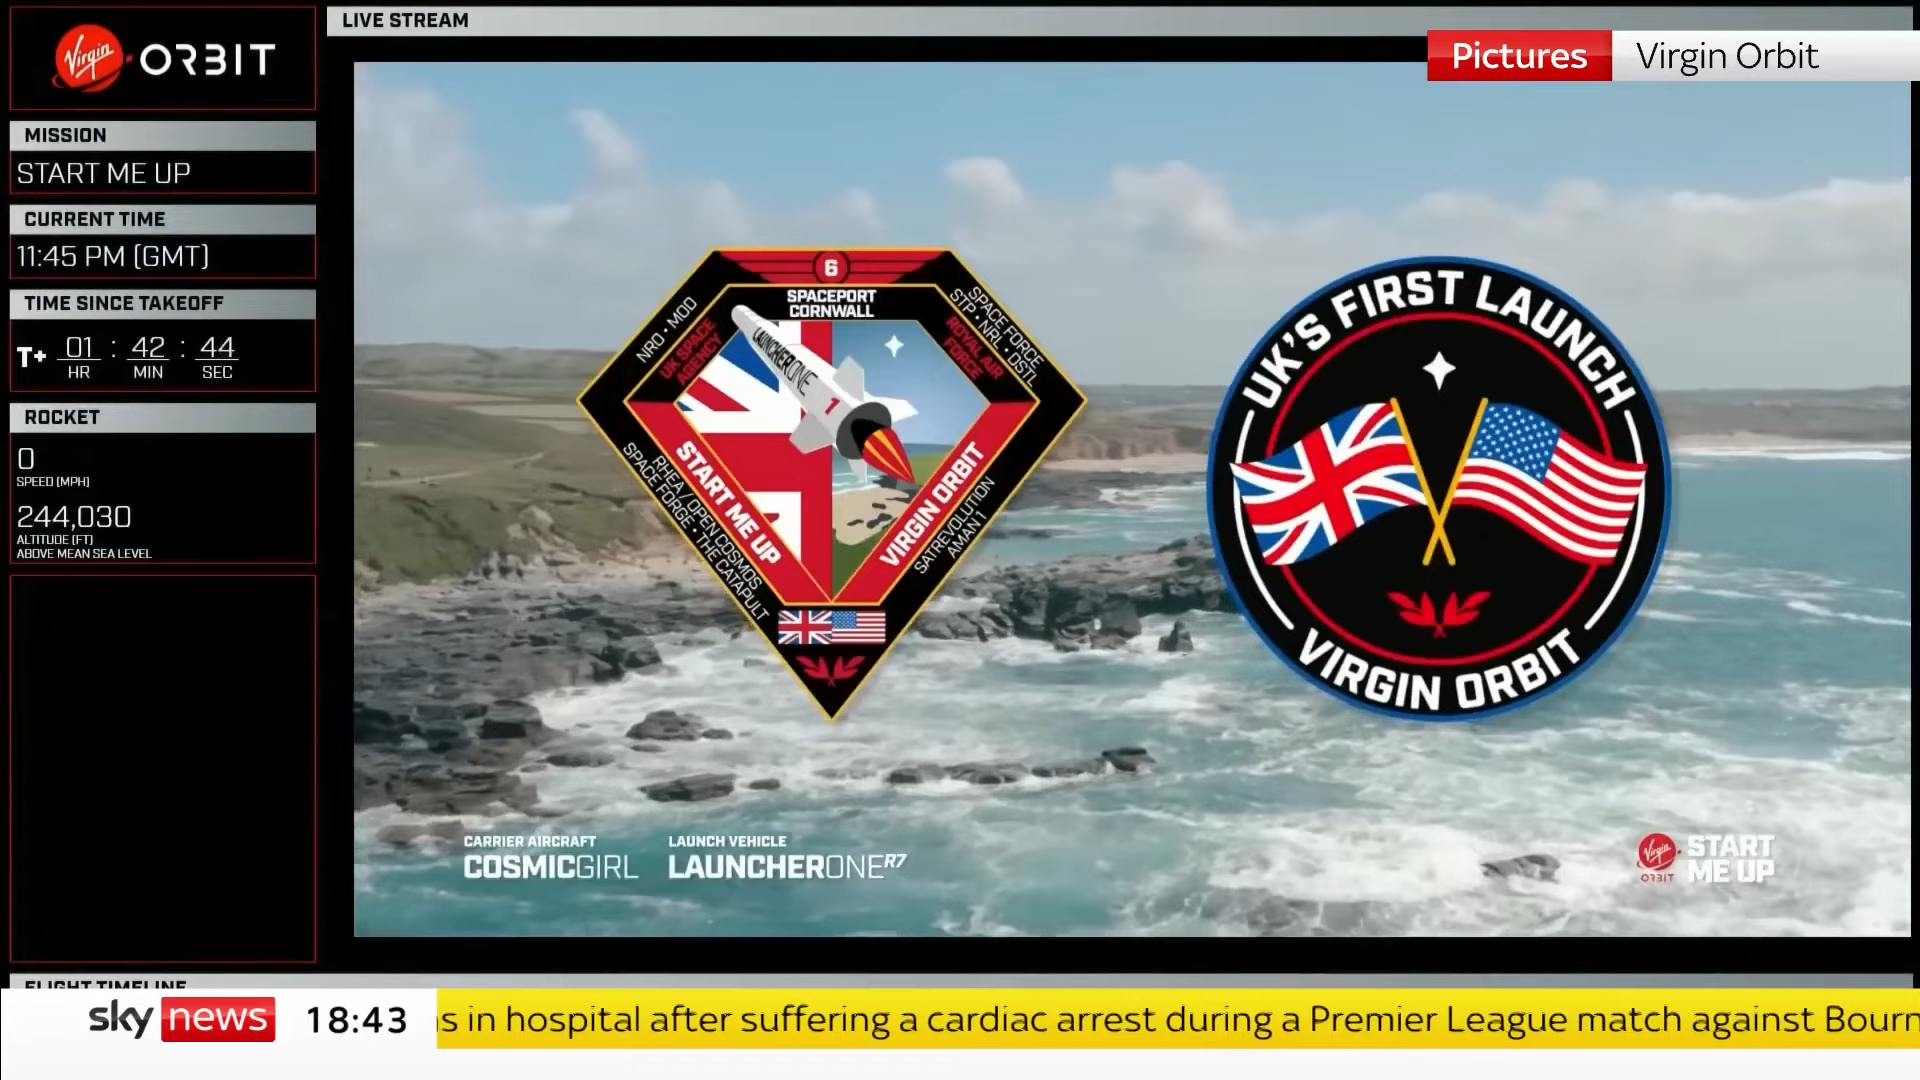 Virgin ORBIT
LIVE STREAM
Pictures Virgin Orbit
MISSION
START ME UP
CURRENT TIME
11:45 PM (GMT)
TIME SINCE TAKEOFF
T+ 01 : 42 : 44
HR MIN SEC
ROCKET
0
SPEED (MPH)
244,030
ALTITUDE (FT)
ABOVE MEAN SEA LEVEL
6
SPACEPORT
CORNWALL
NRO • MOD
UK SPACE
AGENCY
SPACE FORCE
STP • NRL • DSTL
ROYAL AIR
FORCE
LAUNCHERONE
1
START ME UP
VIRGIN ORBIT
RHEA/OPEN COSMOS
SPACE FORGE • THE CATAPULT
SATREVOLUTION
AMAN 1
UK'S FIRST LAUNCH
VIRGIN ORBIT
CARRIER AIRCRAFT
COSMICGIRL
LAUNCH VEHICLE
LAUNCHERONE R7
Virgin ORBIT
START
ME UP
FLIGHT TIMELINE
sky news 18:43 s in hospital after suffering a cardiac arrest during a Premier League match against Bourn